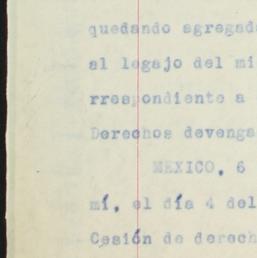 quedando agregad
al legajo del mi
rrespondiente a
Derechos devenga
MEXICO, 6
mí, el día 4 del
Cesión de derech